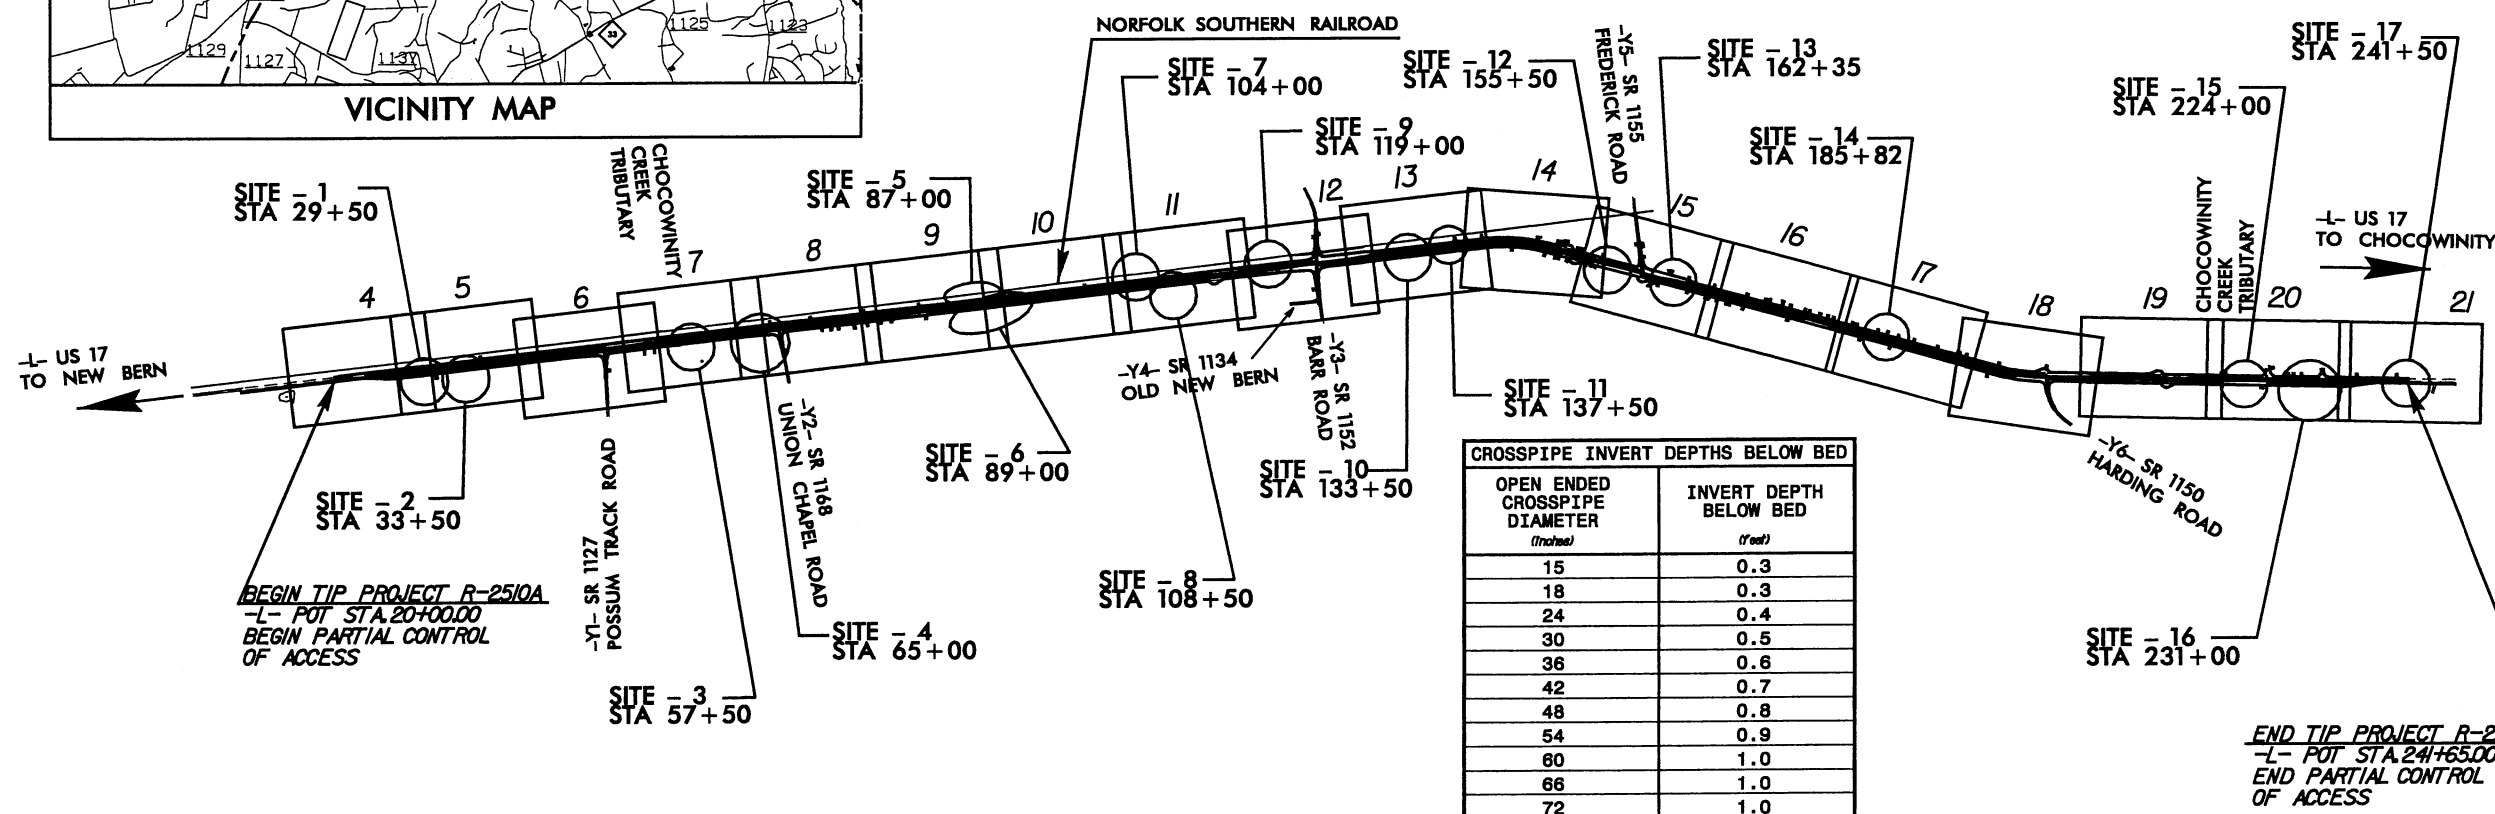 1129
1127
1137
33
1125
1123
VICINITY MAP
NORFOLK SOUTHERN RAILROAD
SITE - 1
STA 29+50
SITE - 2
STA 33+50
SITE - 3
STA 57+50
SITE - 4
STA 65+00
SITE - 5
STA 87+00
SITE - 6
STA 89+00
SITE - 7
STA 104+00
SITE - 8
STA 108+50
SITE - 9
STA 119+00
SITE - 10
STA 133+50
SITE - 11
STA 137+50
SITE - 12
STA 155+50
SITE - 13
STA 162+35
SITE - 14
STA 185+82
SITE - 15
STA 224+00
SITE - 16
STA 231+00
SITE - 17
STA 241+50
CHOCOWINITY
CREEK
TRIBUTARY
4
5
6
7
8
9
10
11
12
13
14
15
16
17
18
19
20
21
-L- US 17
TO NEW BERN
-L- US 17
TO CHOCOWINITY
CHOCOWINITY
CREEK
TRIBUTARY
-Y1- SR 1127
POSSUM TRACK ROAD
-Y2- SR 1168
UNION CHAPEL ROAD
-Y3- SR 1152
BARR ROAD
-Y4- SR 1134
OLD NEW BERN
-Y5- SR 1155
FREDERICK ROAD
-Y6- SR 1150
HARDING ROAD
BEGIN TIP PROJECT R-2510A
-L- POT STA.20+00.00
BEGIN PARTIAL CONTROL
OF ACCESS
CROSSPIPE INVERT DEPTHS BELOW BED
OPEN ENDED
CROSSPIPE
DIAMETER
(Inches)
INVERT DEPTH
BELOW BED
(Feet)
15 0.3
18 0.3
24 0.4
30 0.5
36 0.6
42 0.7
48 0.8
54 0.9
60 1.0
66 1.0
72 1.0
END TIP PROJECT R-2
-L- POT STA.241+65.00
END PARTIAL CONTROL
OF ACCESS